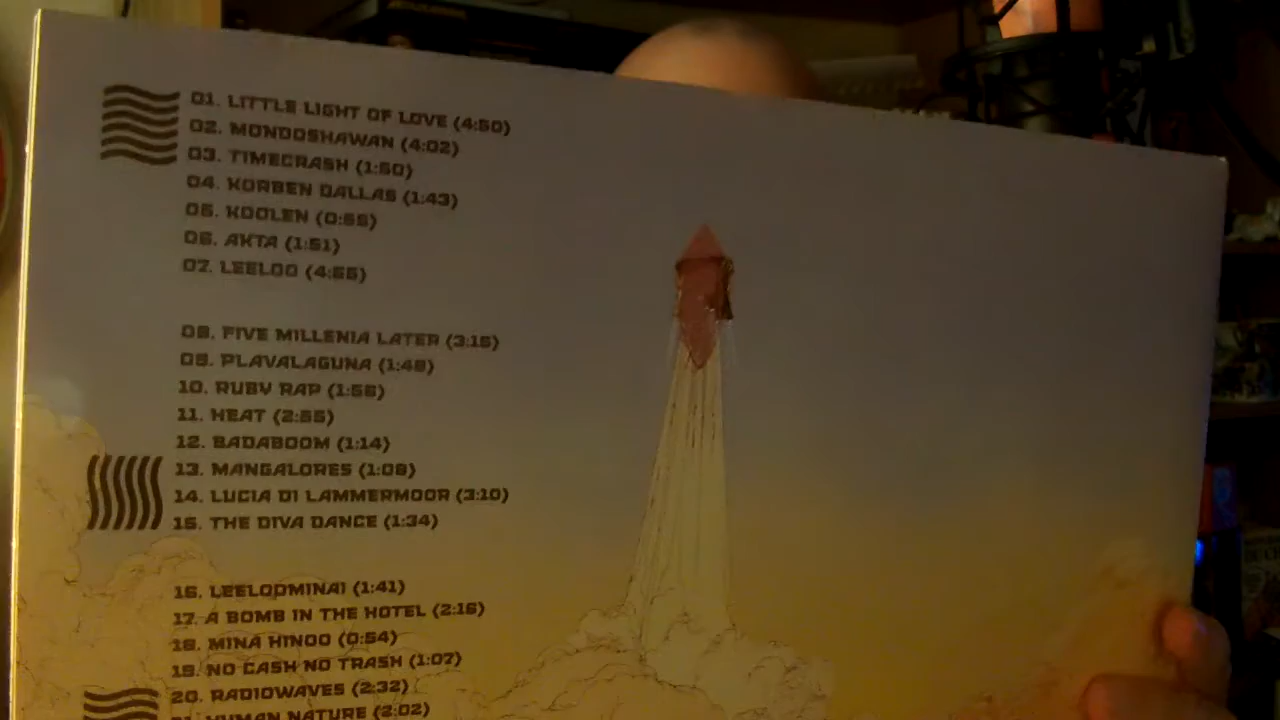 01. LITTLE LIGHT OF LOVE (4:50)
02. MONDOSHAWAN (4:02)
03. TIMECRASH (1:50)
04. KORBEN DALLAS (1:43)
05. KOOLEN (0:55)
06. AKTA (1:51)
07. LEELOO (4:55)
08. FIVE MILLENIA LATER (3:15)
09. PLAVALAGUNA (1:48)
10. RUBY RAP (1:56)
11. HEAT (2:55)
12. BADABOOM (1:14)
13. MANGALORES (1:08)
14. LUCIA DI LAMMERMOOR (3:10)
15. THE DIVA DANCE (1:34)
16. LEELOOMINAI (1:41)
17. A BOMB IN THE HOTEL (2:16)
18. MINA HINOO (0:54)
19. NO CASH NO TRASH (1:07)
20. RADIOWAVES (2:32)
21. HUMAN NATURE (2:02)